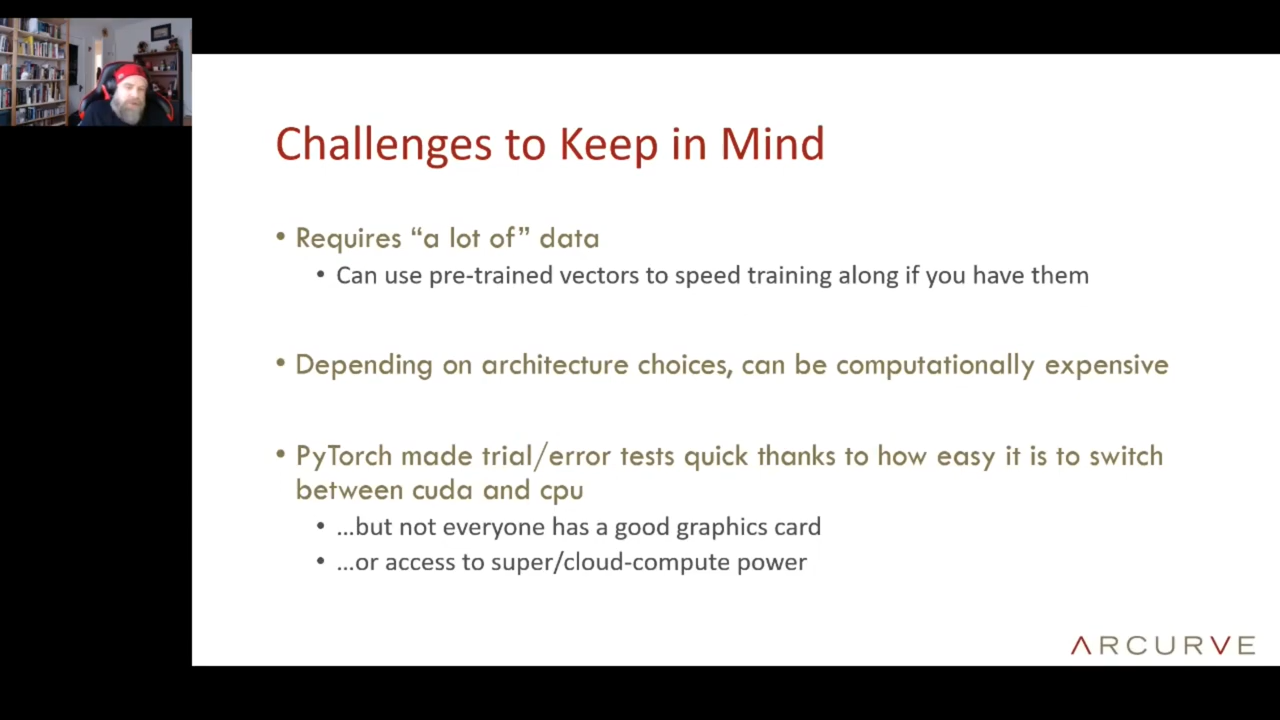 Challenges to Keep in Mind
• Requires “a lot of” data
• Can use pre-trained vectors to speed training along if you have them
• Depending on architecture choices, can be computationally expensive
• PyTorch made trial/error tests quick thanks to how easy it is to switch
between cuda and cpu
• …but not everyone has a good graphics card
• …or access to super/cloud-compute power
ARCURVE